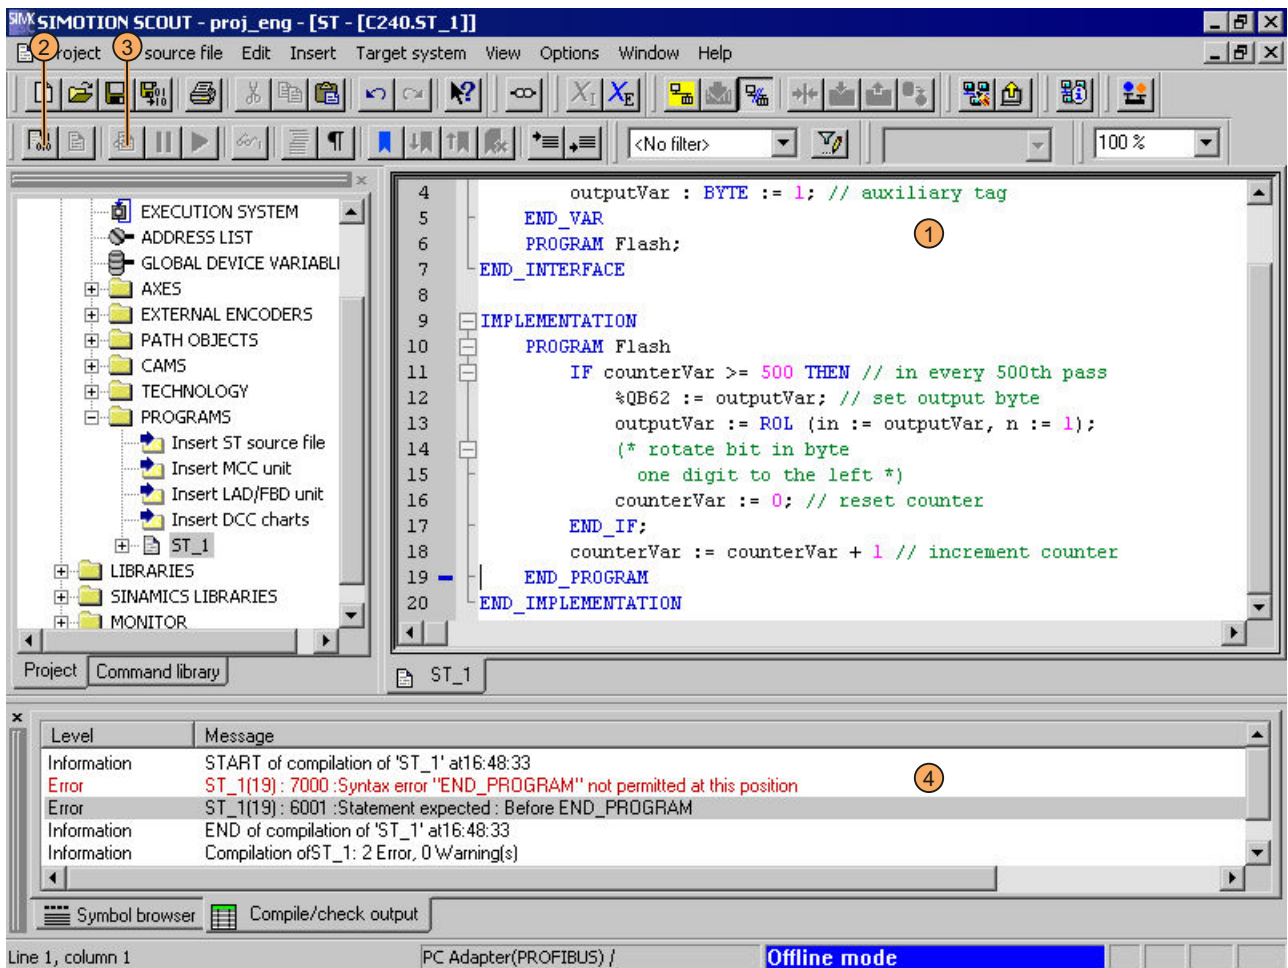 SIMOTION SCOUT - proj_eng - [ST - [C240.ST_1]]
2 3
Project source file Edit Insert Target system View Options Window Help
<No filter> 100 %
EXECUTION SYSTEM
ADDRESS LIST
GLOBAL DEVICE VARIABL
AXES
EXTERNAL ENCODERS
PATH OBJECTS
CAMS
TECHNOLOGY
PROGRAMS
Insert ST source file
Insert MCC unit
Insert LAD/FBD unit
Insert DCC charts
ST_1
LIBRARIES
SINAMICS LIBRARIES
MONITOR
Project Command library
4 outputVar : BYTE := 1; // auxiliary tag
1
5 END_VAR
6 PROGRAM Flash;
7 END_INTERFACE
8
9 IMPLEMENTATION
10 PROGRAM Flash
11 IF counterVar >= 500 THEN // in every 500th pass
12 %QB62 := outputVar; // set output byte
13 outputVar := ROL (in := outputVar, n := 1);
14 (* rotate bit in byte
15 one digit to the left *)
16 counterVar := 0; // reset counter
17 END_IF;
18 counterVar := counterVar + 1 // increment counter
19 END_PROGRAM
20 END_IMPLEMENTATION
ST_1
Level Message
Information START of compilation of 'ST_1' at16:48:33
Error ST_1(19) : 7000 :Syntax error "END_PROGRAM" not permitted at this position
4
Error ST_1(19) : 6001 :Statement expected : Before END_PROGRAM
Information END of compilation of 'ST_1' at16:48:33
Information Compilation ofST_1: 2 Error, 0 Warning(s)
Symbol browser Compile/check output
Line 1, column 1 PC Adapter(PROFIBUS) / Offline mode